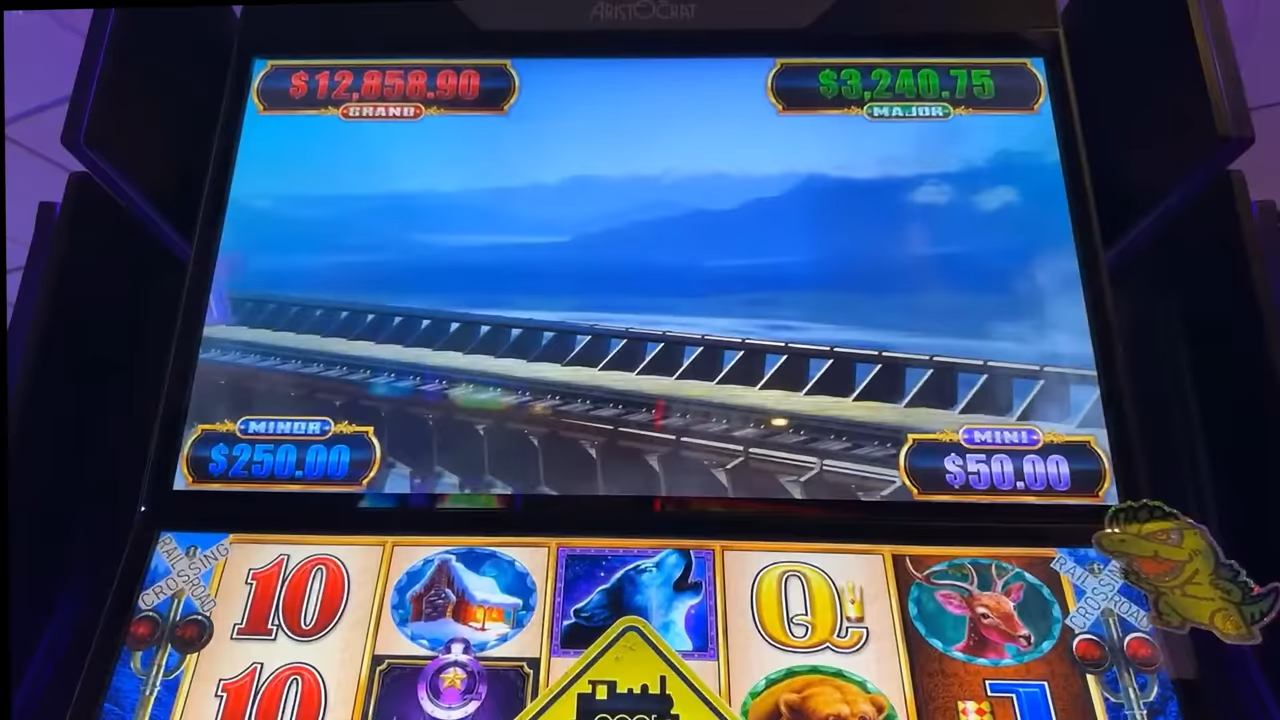 ARISTOCRAT
$12,858.90
GRAND
$3,240.75
MAJOR
MINOR
$250.00
MINI
$50.00
RAILROAD
CROSSING
RAILROAD
CROSSING
10
Q
10
J